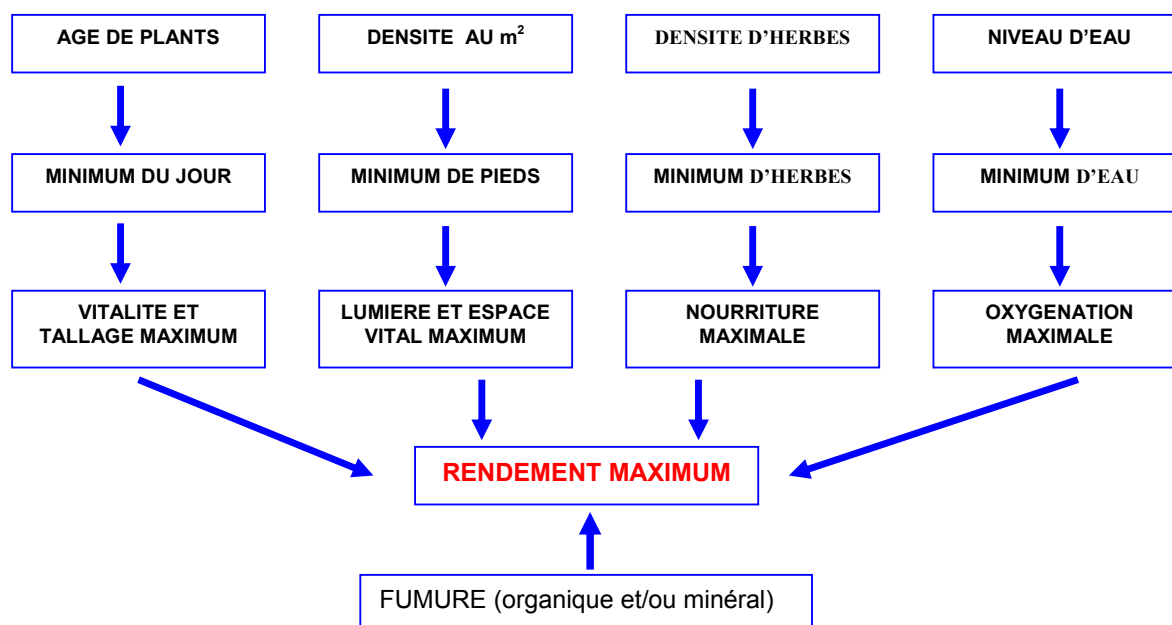 AGE DE PLANTS
DENSITE AU m²
DENSITE D’HERBES
NIVEAU D’EAU
MINIMUM DU JOUR
MINIMUM DE PIEDS
MINIMUM D’HERBES
MINIMUM D’EAU
VITALITE ET
TALLAGE MAXIMUM
LUMIERE ET ESPACE
VITAL MAXIMUM
NOURRITURE
MAXIMALE
OXYGENATION
MAXIMALE
RENDEMENT MAXIMUM
FUMURE (organique et/ou minéral)